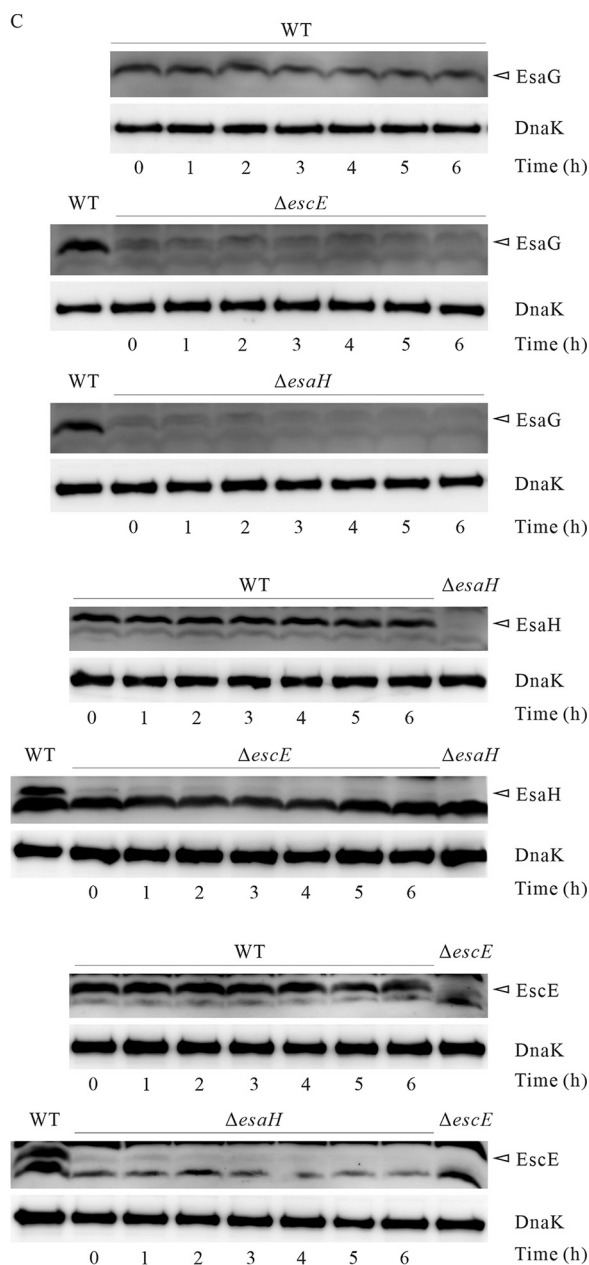 C
WT
EsaG
DnaK
0 1 2 3 4 5 6 Time (h)
WT ΔescE
EsaG
DnaK
0 1 2 3 4 5 6 Time (h)
WT ΔesaH
EsaG
DnaK
0 1 2 3 4 5 6 Time (h)
WT ΔesaH
EsaH
DnaK
0 1 2 3 4 5 6 Time (h)
WT ΔescE ΔesaH
EsaH
DnaK
0 1 2 3 4 5 6 Time (h)
WT ΔescE
EscE
DnaK
0 1 2 3 4 5 6 Time (h)
WT ΔesaH ΔescE
EscE
DnaK
0 1 2 3 4 5 6 Time (h)